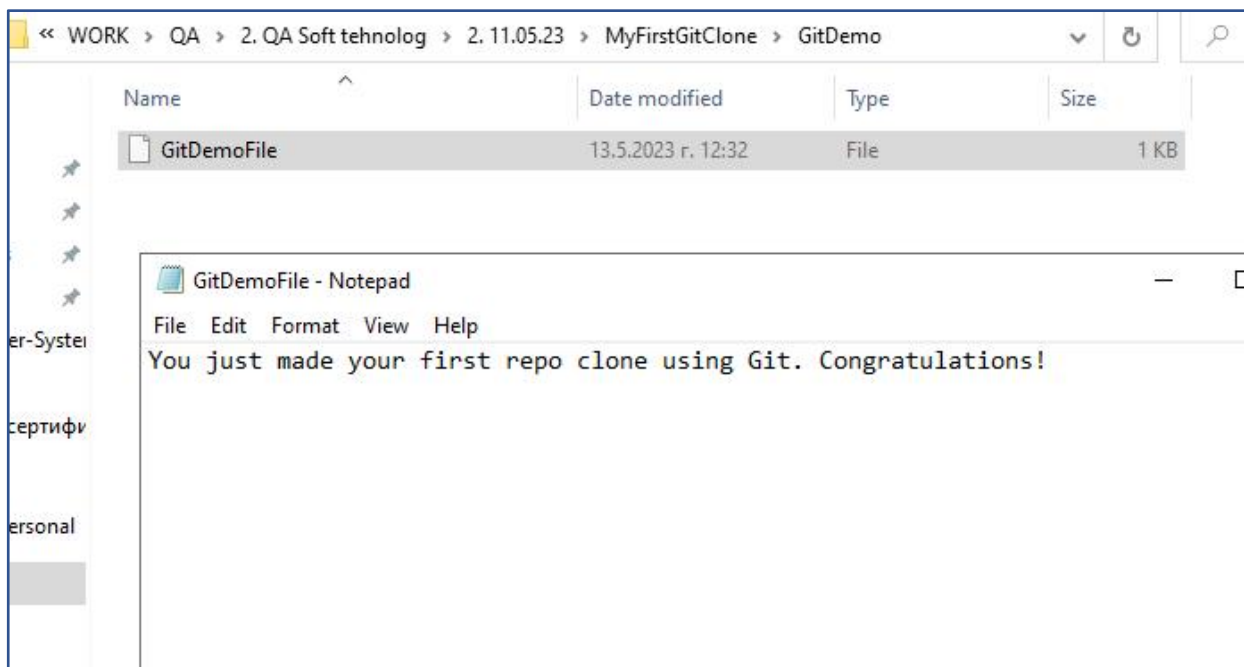 « WORK > QA > 2. QA Soft tehnolog > 2. 11.05.23 > MyFirstGitClone > GitDemo
Name Date modified Type Size
GitDemoFile 13.5.2023 г. 12:32 File 1 KB
GitDemoFile - Notepad
File Edit Format View Help
You just made your first repo clone using Git. Congratulations!
er-Syster
сертифи
ersonal